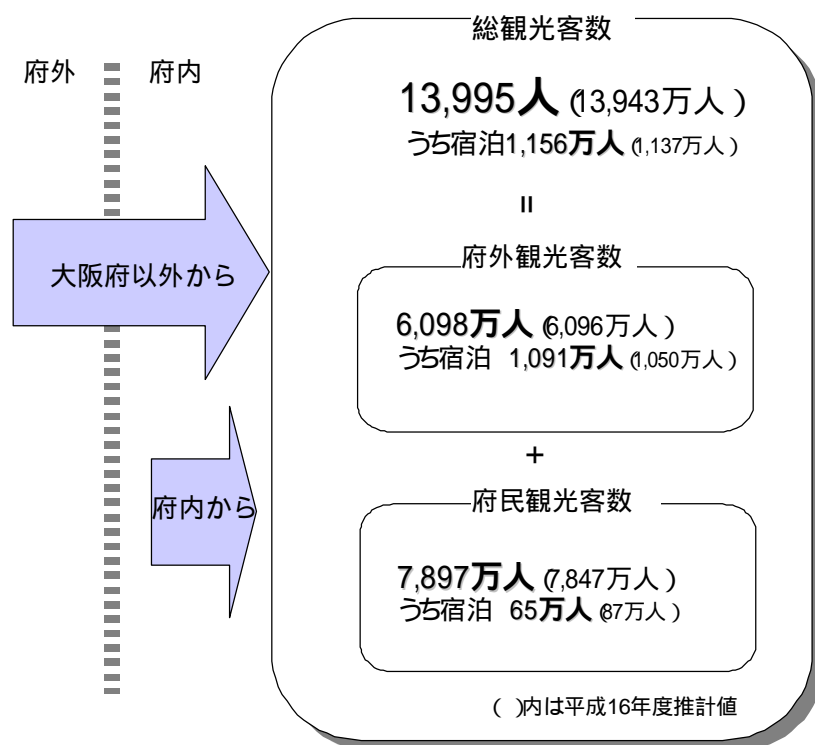 府外
府内
総観光客数
13,995人 (13,943万人)
うち宿泊1,156万人 (1,137万人)
=
大阪府以外から
府外観光客数
6,098万人 (6,096万人)
うち宿泊 1,091万人 (1,050万人)
+
府内から
府民観光客数
7,897万人 (7,847万人)
うち宿泊 65万人 (87万人)
( )内は平成16年度推計値